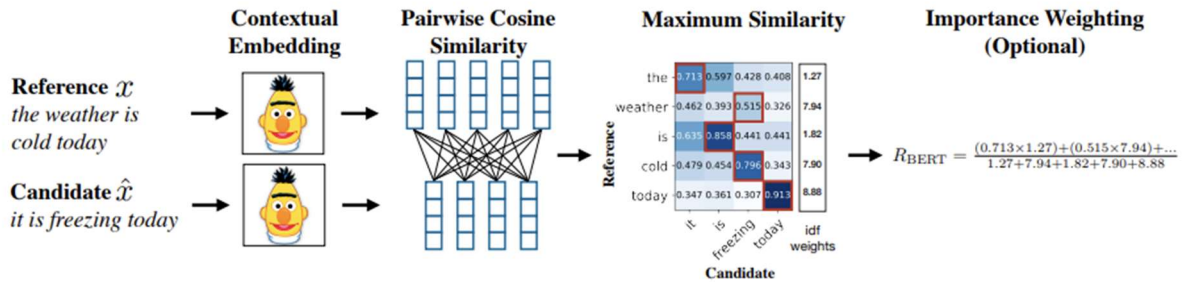 Contextual
Embedding
Pairwise Cosine
Similarity
Maximum Similarity
Importance Weighting
(Optional)
Reference x
the weather is
cold today
Candidate x̂
it is freezing today
Reference
the 0.713 0.597 0.428 0.408 1.27
weather 0.462 0.393 0.515 0.326 7.94
is 0.635 0.858 0.441 0.441 1.82
cold 0.479 0.454 0.796 0.343 7.90
today 0.347 0.361 0.307 0.913 8.88
it is freezing today
idf
weights
Candidate
R_BERT = (0.713×1.27)+(0.515×7.94)+... / 1.27+7.94+1.82+7.90+8.88